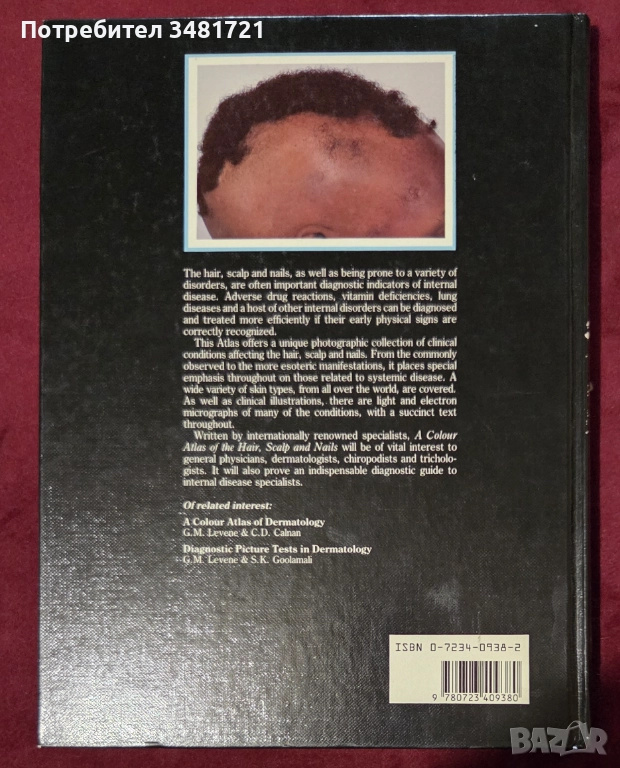 Потребител 3481721
The hair, scalp and nails, as well as being prone to a variety of
disorders, are often important diagnostic indicators of internal
disease. Adverse drug reactions, vitamin deficiencies, lung
diseases and a host of other internal disorders can be diagnosed
and treated more efficiently if their early physical signs are
correctly recognized.
This Atlas offers a unique photographic collection of clinical
conditions affecting the hair, scalp and nails. From the commonly
observed to the more esoteric manifestations, it places special
emphasis throughout on those related to systemic disease. A
wide variety of skin types, from all over the world, are covered.
As well as clinical illustrations, there are light and electron
micrographs of many of the conditions, with a succinct text
throughout.
Written by internationally renowned specialists, A Colour
Atlas of the Hair, Scalp and Nails will be of vital interest to
general physicians, dermatologists, chiropodists and tricholo-
gists. It will also prove an indispensable diagnostic guide to
internal disease specialists.
Of related interest:
A Colour Atlas of Dermatology
G.M. Levene & C.D. Calnan
Diagnostic Picture Tests in Dermatology
G.M. Levene & S.K. Goolamali
ISBN 0-7234-0938-2
9 780723 409380
BAZAR